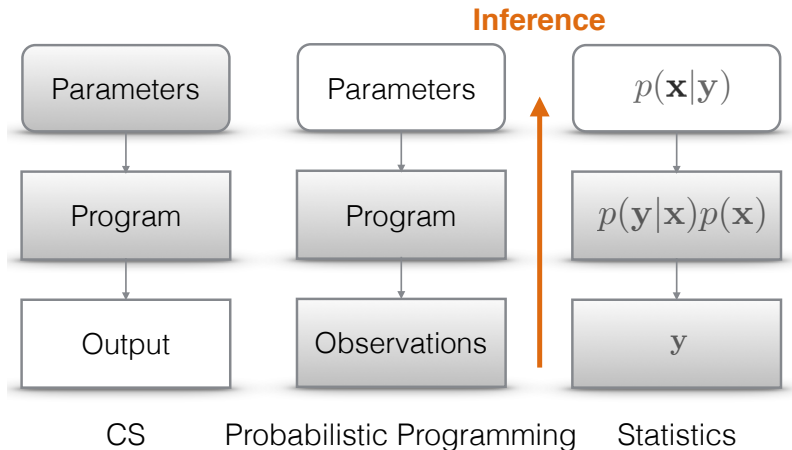 Inference
Parameters
Parameters
p(x|y)
Program
Program
p(y|x)p(x)
Output
Observations
y
CS
Probabilistic Programming
Statistics